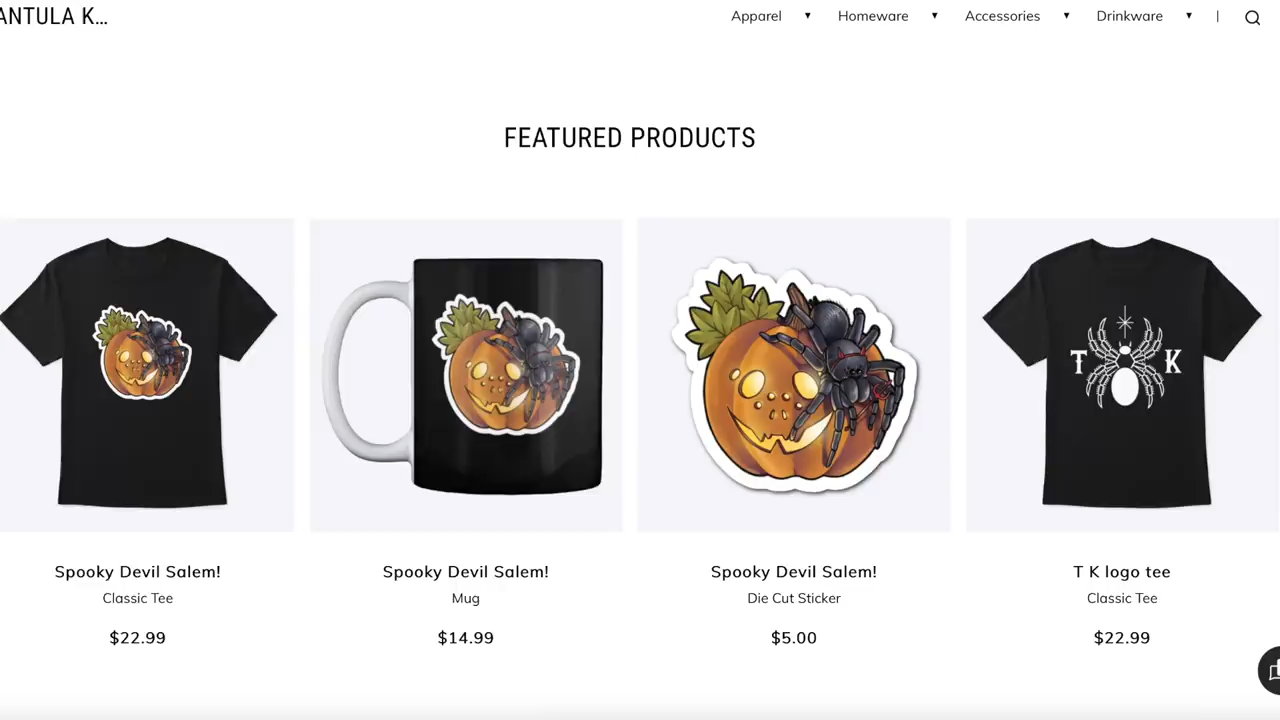 ANTULA K...
Apparel ▼ Homeware ▼ Accessories ▼ Drinkware ▼ |
FEATURED PRODUCTS
T K
Spooky Devil Salem!
Classic Tee
$22.99
Spooky Devil Salem!
Mug
$14.99
Spooky Devil Salem!
Die Cut Sticker
$5.00
T K logo tee
Classic Tee
$22.99